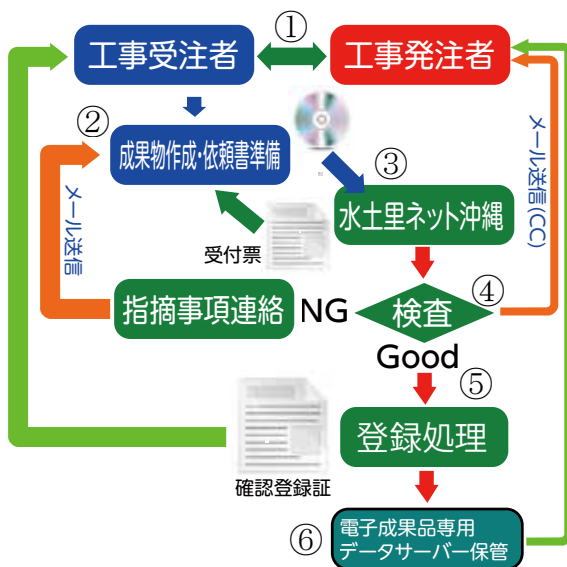 ①
工事受注者
工事発注者
②
成果物作成・依頼書準備
③
水土里ネット沖縄
受付票
メール送信
メール送信(CC)
指摘事項連絡
NG
検査
④
Good
⑤
登録処理
確認登録証
⑥
電子成果品専用
データサーバー保管